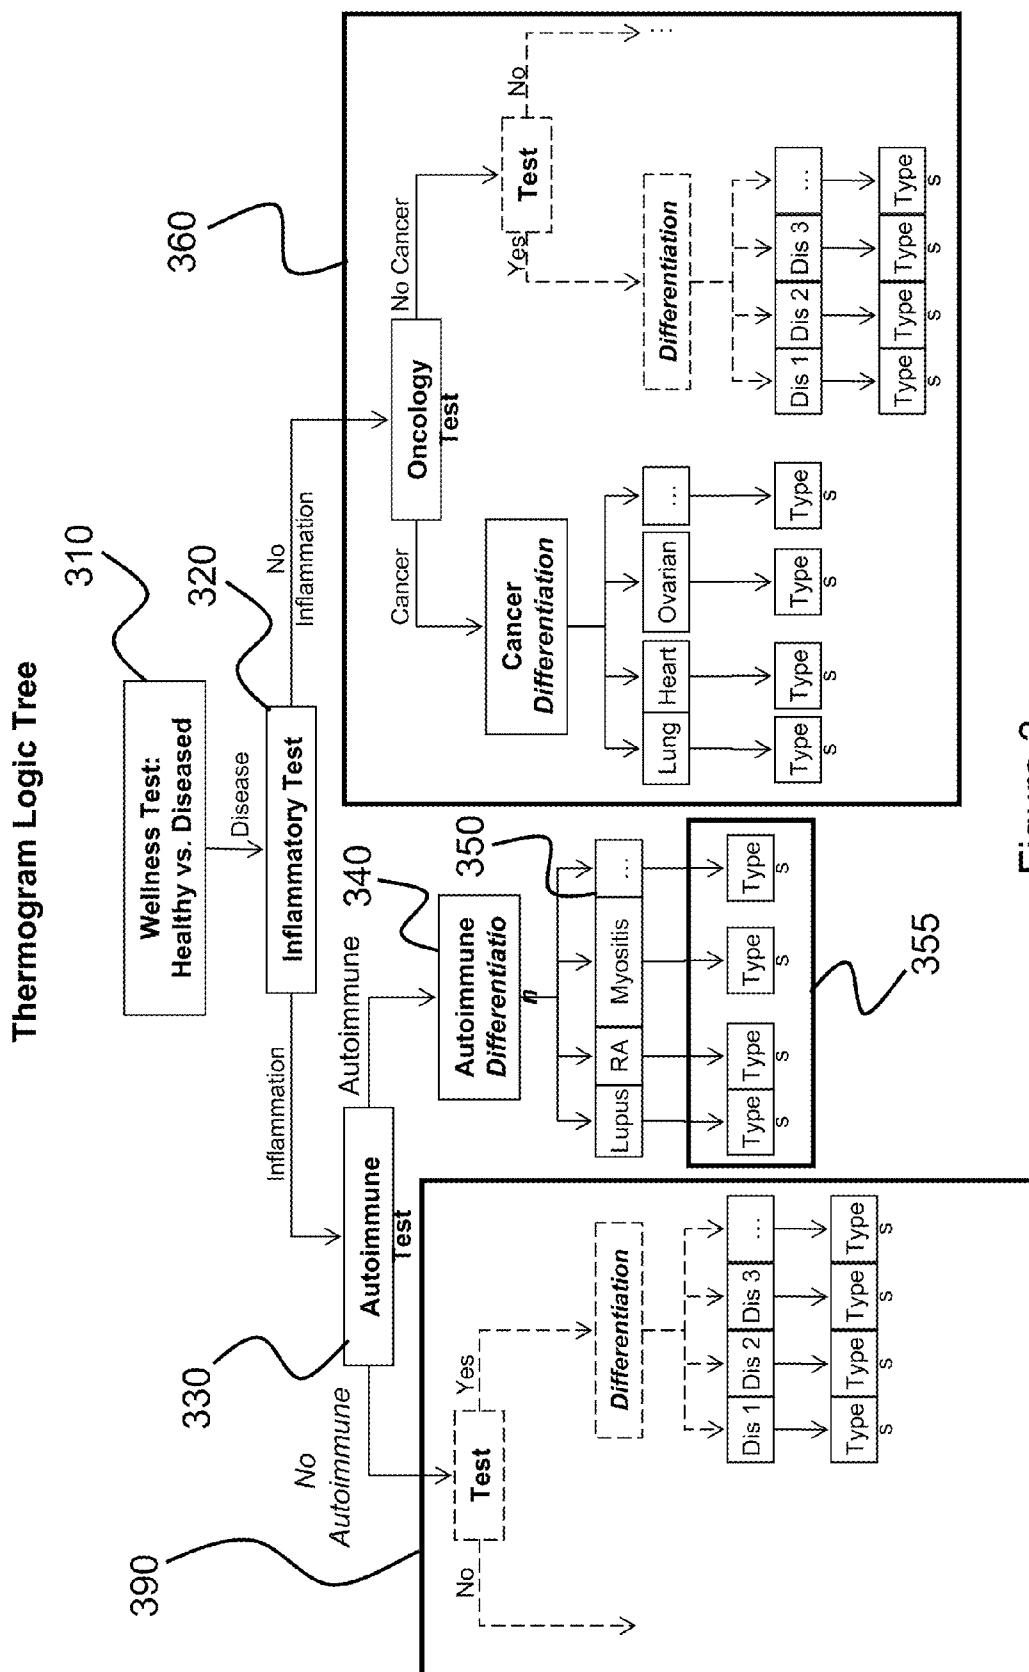 Thermogram Logic Tree
310
Wellness Test:
Healthy vs. Diseased
Disease
320
Inflammatory Test
Inflammation
No
Inflammation
360
330
Autoimmune
Test
No
Autoimmune
Autoimmune
340
Autoimmune
Differentiatio
n
350
Lupus
RA
Myositis
...
Type
s
Type
s
Type
s
Type
s
355
390
Test
No
Yes
Differentiation
Dis 1
Dis 2
Dis 3
...
Type
s
Type
s
Type
s
Type
s
Oncology
Test
Cancer
No Cancer
Cancer
Differentiation
Lung
Heart
Ovarian
...
Type
s
Type
s
Type
s
Type
s
Test
Yes
No
...
Differentiation
Dis 1
Dis 2
Dis 3
...
Type
s
Type
s
Type
s
Type
s